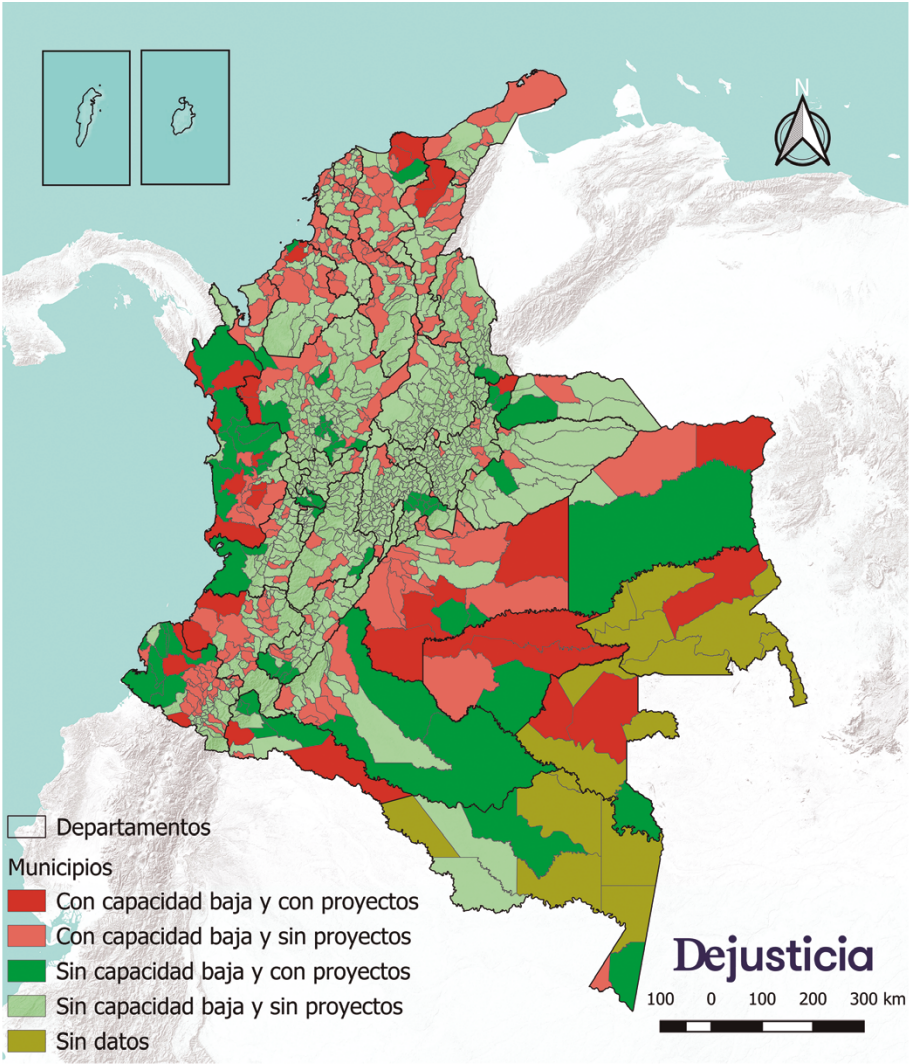 N
Departamentos
Municipios
Con capacidad baja y con proyectos
Con capacidad baja y sin proyectos
Sin capacidad baja y con proyectos
Sin capacidad baja y sin proyectos
Sin datos
Dejusticia
100 0 100 200 300 km